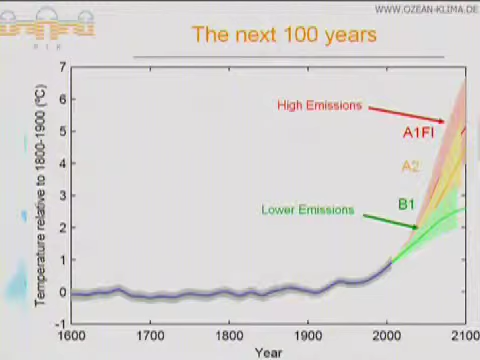 WWW.OZEAN-KLIMA.DE
P I K
The next 100 years
Temperature relative to 1800-1900 (ºC)
7
6
5
4
3
2
1
0
-1
High Emissions
A1FI
A2
B1
Lower Emissions
1600 1700 1800 1900 2000 2100
Year